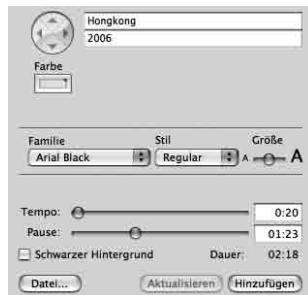 Hongkong
2006
Farbe
Familie Stil Größe
Arial Black Regular A A
Tempo: 0:20
Pause: 01:23
Schwarzer Hintergrund Dauer: 02:18
Datei... Aktualisieren Hinzufügen